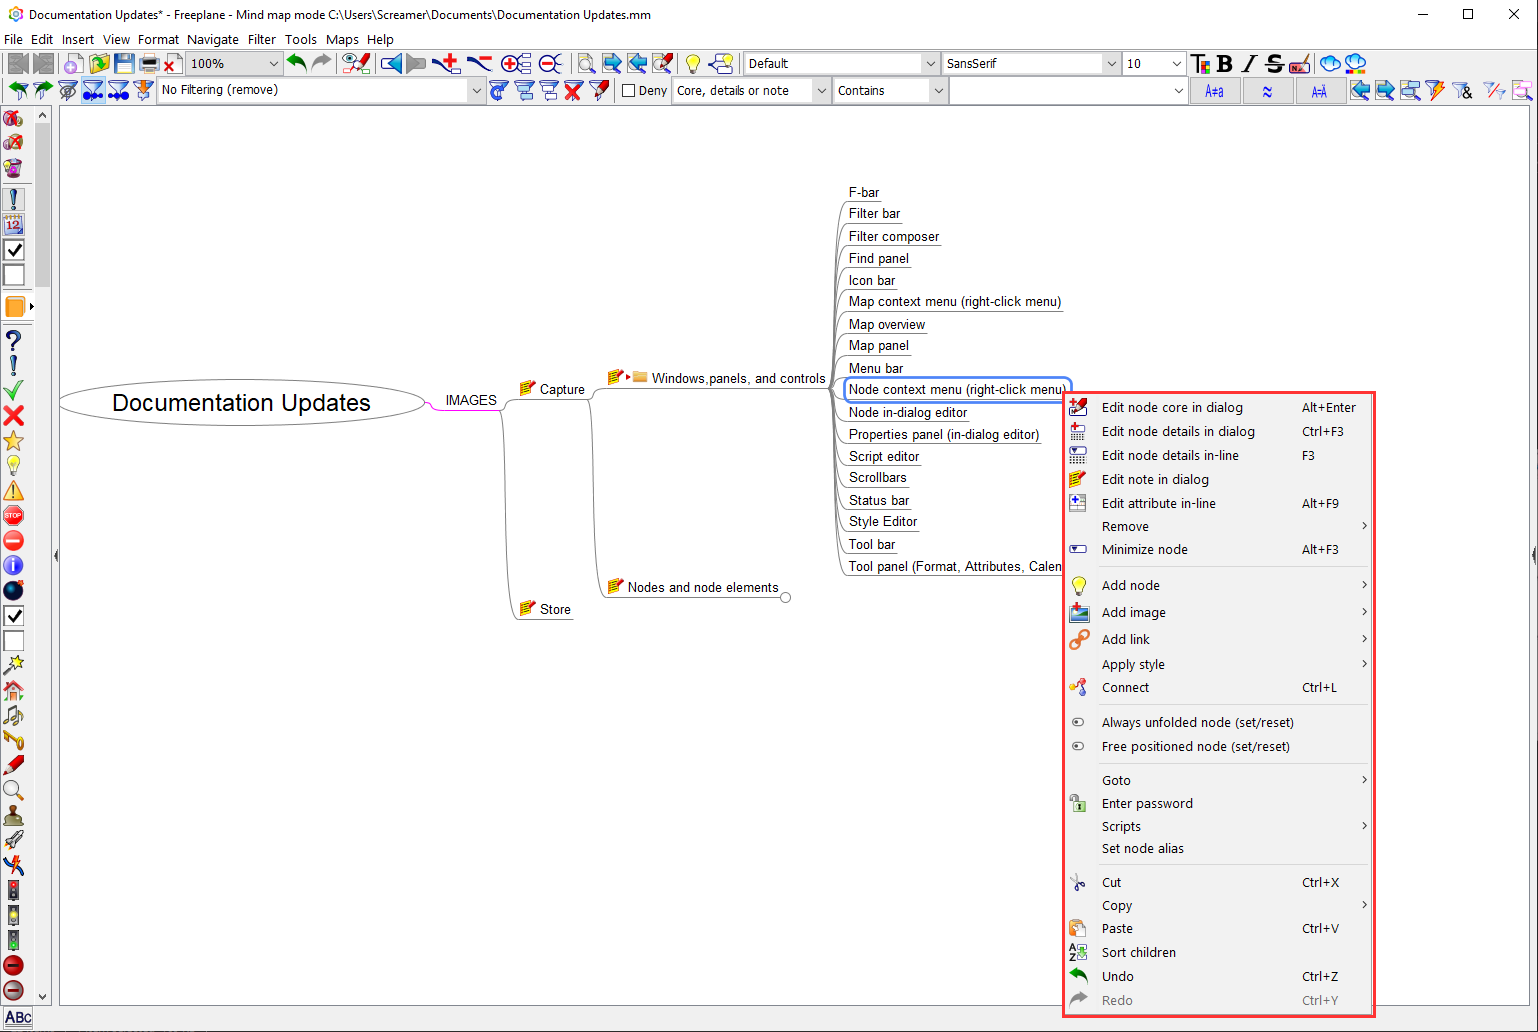 Documentation Updates* - Freeplane - Mind map mode C:\Users\Screamer\Documents\Documentation Updates.mm
File Edit Insert View Format Navigate Filter Tools Maps Help
100% Default SansSerif 10 B I S
No Filtering (remove) Deny Core, details or note Contains A≠a ≈ A=Ä
12
F-bar
Filter bar
Filter composer
Find panel
Icon bar
Map context menu (right-click menu)
Map overview
Map panel
Menu bar
Node context menu (right-click menu)
Node in-dialog editor
Properties panel (in-dialog editor)
Script editor
Scrollbars
Status bar
Style Editor
Tool bar
Tool panel (Format, Attributes, Calen
Windows,panels, and controls
Capture
IMAGES
Documentation Updates
Nodes and node elements
Store
STOP
Edit node core in dialog Alt+Enter
Edit node details in dialog Ctrl+F3
Edit node details in-line F3
Edit note in dialog
Edit attribute in-line Alt+F9
Remove
Minimize node Alt+F3
Add node
Add image
Add link
Apply style
Connect Ctrl+L
Always unfolded node (set/reset)
Free positioned node (set/reset)
Goto
Enter password
Scripts
Set node alias
Cut Ctrl+X
Copy
Paste Ctrl+V
Sort children
Undo Ctrl+Z
Redo Ctrl+Y
ABC